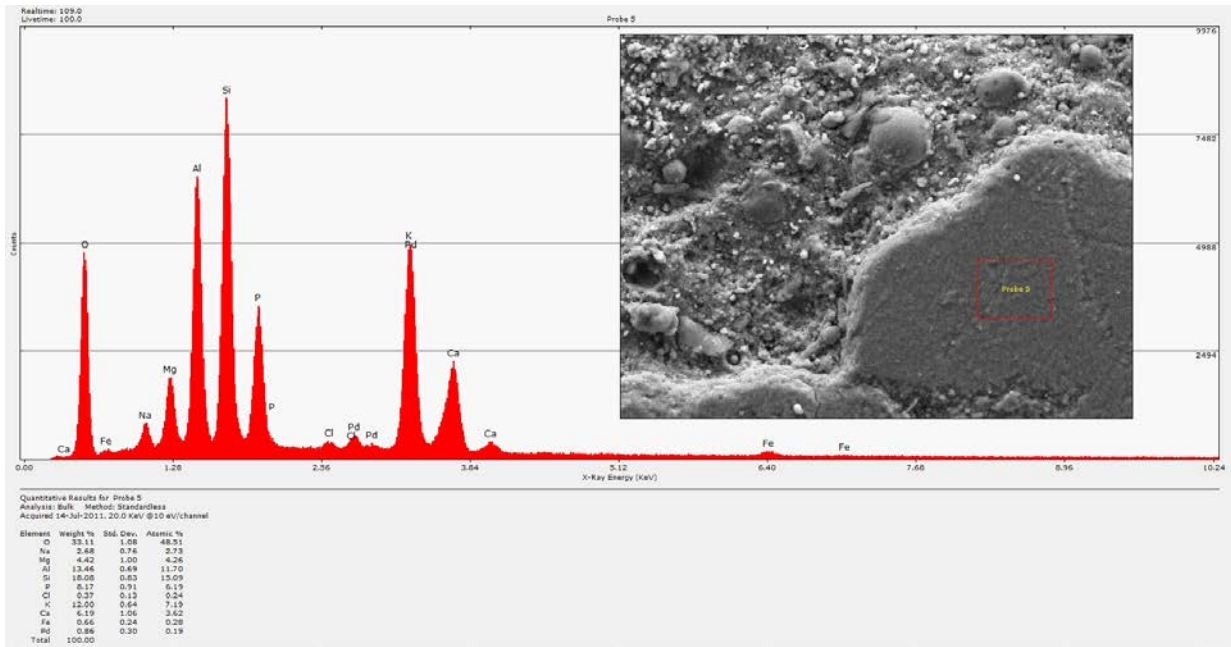 Realtime: 109.0
Livetime: 100.0
Probe 5
9976
Si
7482
Al
K
O
Pd
4988
Counts
P
Probe 5
Ca
2494
Mg
Na
P
Pd
Cl
Cl
Pd
Ca
Ca
Fe
Fe
Fe
0.00 1.28 2.56 3.84 5.12 6.40 7.68 8.96 10.24
X-Ray Energy (KeV)
Quantitative Results for Probe 5
Analysis: Bulk Method: Standardless
Acquired 14-Jul-2011, 20.0 KeV @10 eV/channel
Element Weight % Std. Dev. Atomic %
O 33.11 1.08 48.51
Na 2.68 0.76 2.73
Mg 4.42 1.00 4.26
Al 13.46 0.69 11.70
Si 18.08 0.83 15.09
P 8.17 0.91 6.19
Cl 0.37 0.13 0.24
K 12.00 0.64 7.19
Ca 6.19 1.06 3.62
Fe 0.66 0.24 0.28
Pd 0.86 0.30 0.19
Total 100.00